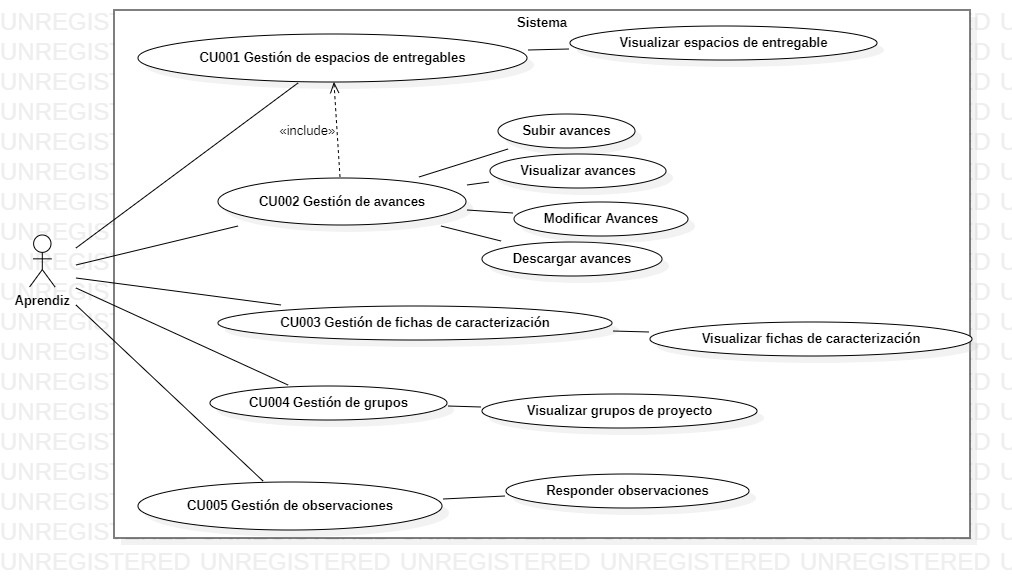 Sistema
CU001 Gestión de espacios de entregables
Visualizar espacios de entregable
«include»
Subir avances
Visualizar avances
CU002 Gestión de avances
Modificar Avances
Descargar avances
Aprendiz
CU003 Gestión de fichas de caracterización
Visualizar fichas de caracterización
CU004 Gestión de grupos
Visualizar grupos de proyecto
CU005 Gestión de observaciones
Responder observaciones
UNREGISTERED UNREGISTERED UNREGISTERED UNREGISTERED UNREGISTERED